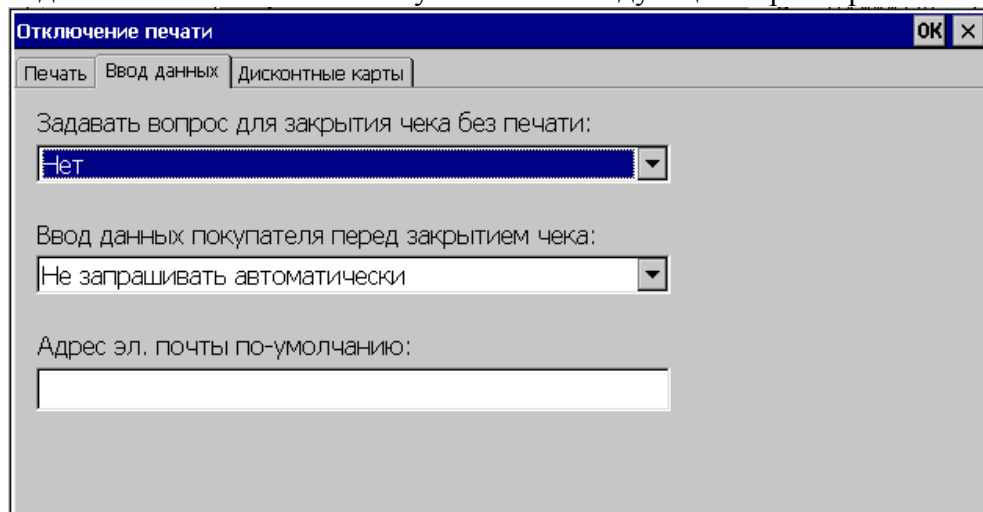 Отключение печати OK ×
Печать Ввод данных Дисконтные карты
Задавать вопрос для закрытия чека без печати:
Нет
Ввод данных покупателя перед закрытием чека:
Не запрашивать автоматически
Адрес эл. почты по-умолчанию: